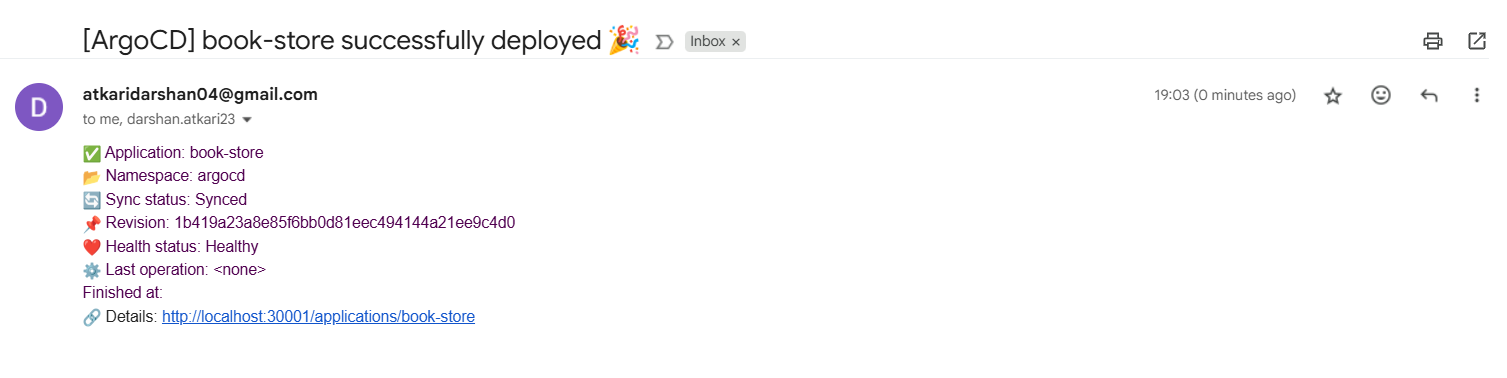 [ArgoCD] book-store successfully deployed 🎉 Inbox ×
D
atkaridarshan04@gmail.com 19:03 (0 minutes ago)
to me, darshan.atkari23
✅ Application: book-store
📂 Namespace: argocd
🔄 Sync status: Synced
📌 Revision: 1b419a23a8e85f6bb0d81eec494144a21ee9c4d0
❤️ Health status: Healthy
⚙️ Last operation: <none>
Finished at:
🔗 Details: http://localhost:30001/applications/book-store